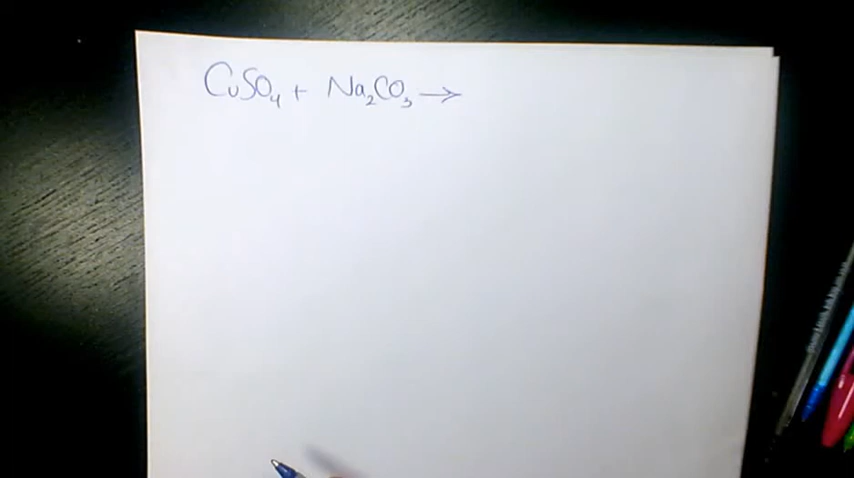 CuSO₄ + Na₂CO₃ →